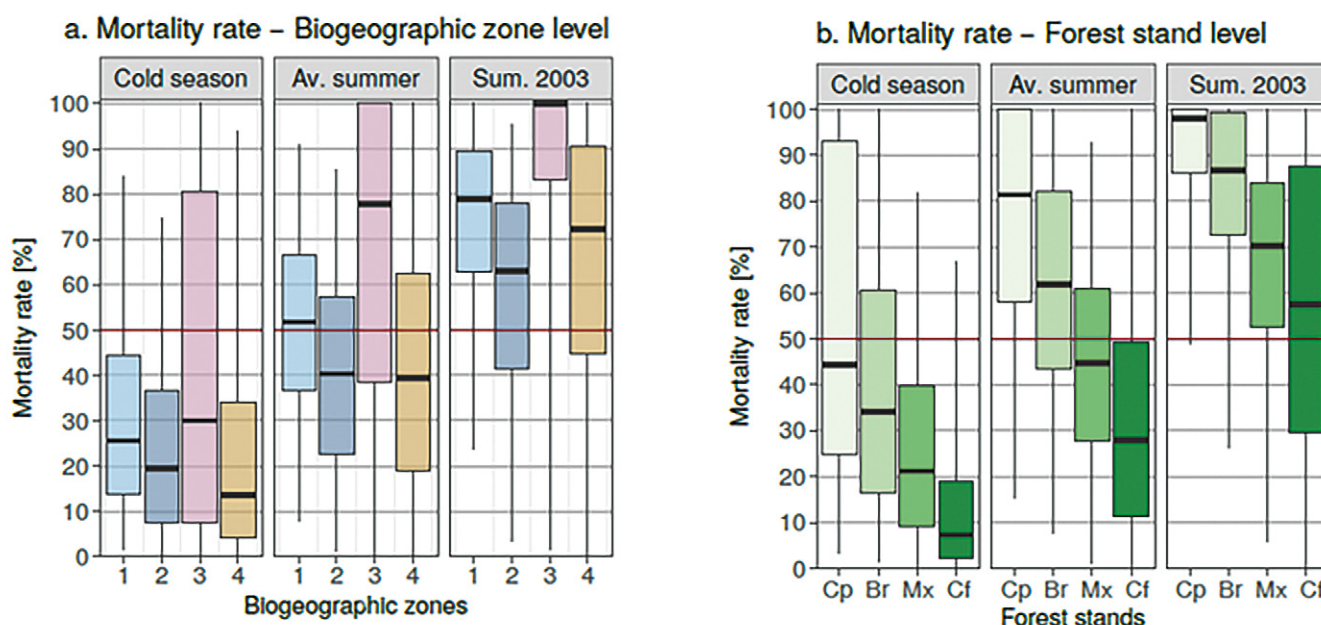 a. Mortality rate – Biogeographic zone level
Cold season
Av. summer
Sum. 2003
Mortality rate [%]
100
90
80
70
60
50
40
30
20
10
0
1 2 3 4
1 2 3 4
1 2 3 4
Biogeographic zones
b. Mortality rate – Forest stand level
Cold season
Av. summer
Sum. 2003
Mortality rate [%]
100
90
80
70
60
50
40
30
20
10
0
Cp Br Mx Cf
Cp Br Mx Cf
Cp Br Mx Cf
Forest stands